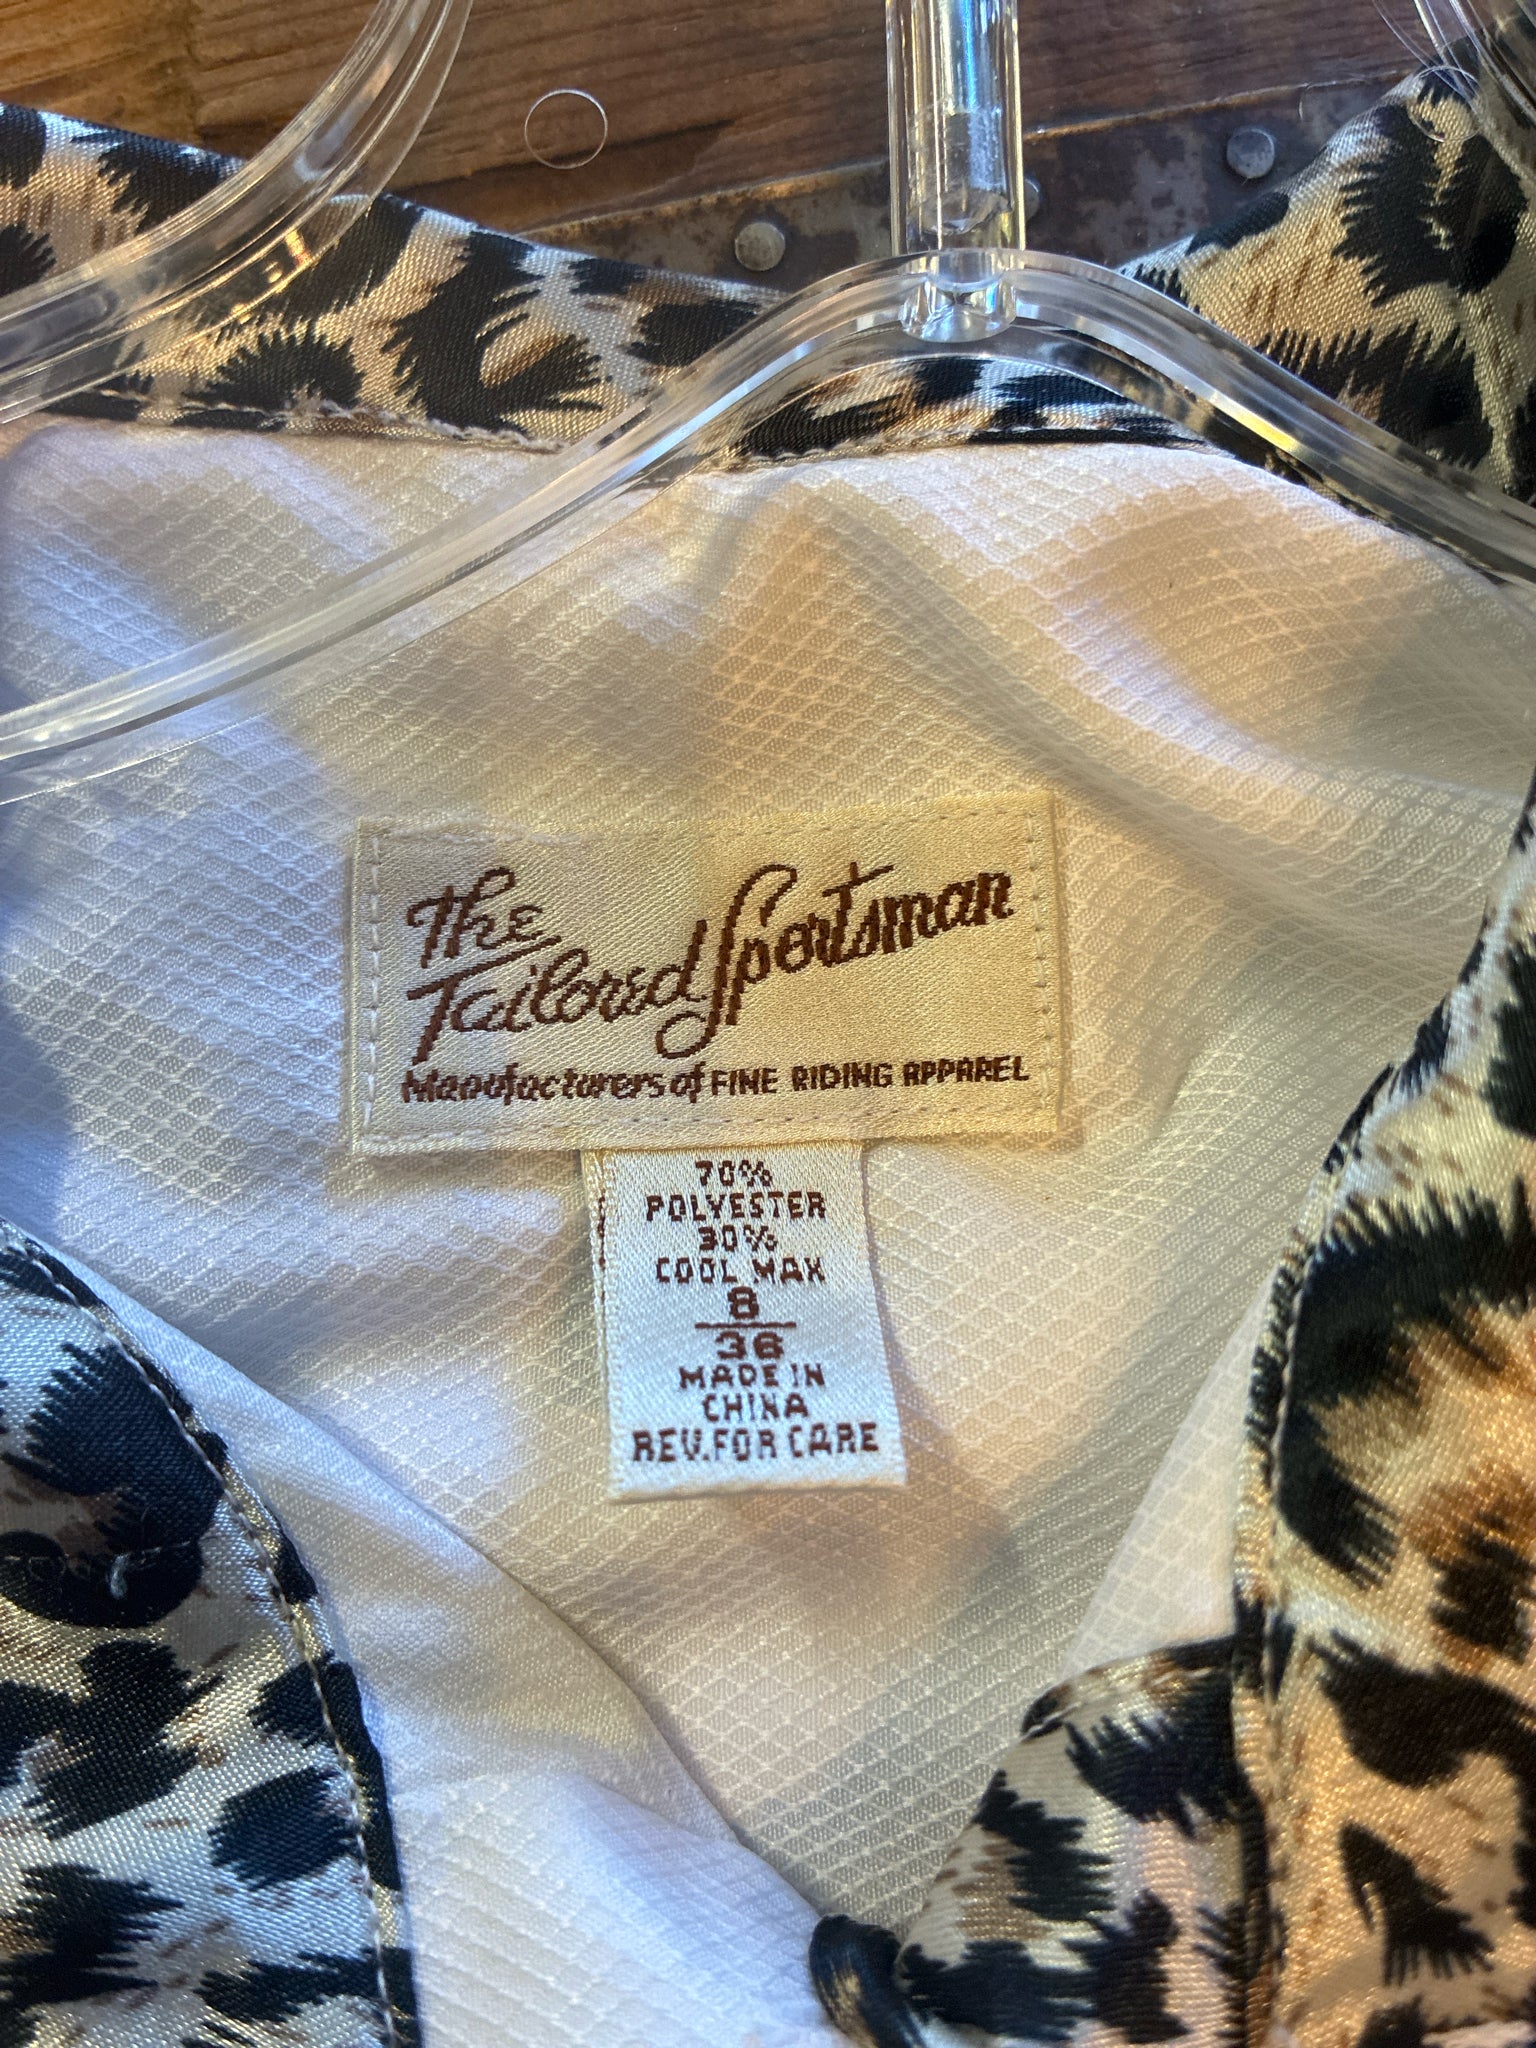 The
Tailored Sportsman
Manufacturers of FINE RIDING APPAREL
70%
POLYESTER
30%
COOL MAX
8
36
MADE IN
CHINA
REV. FOR CARE